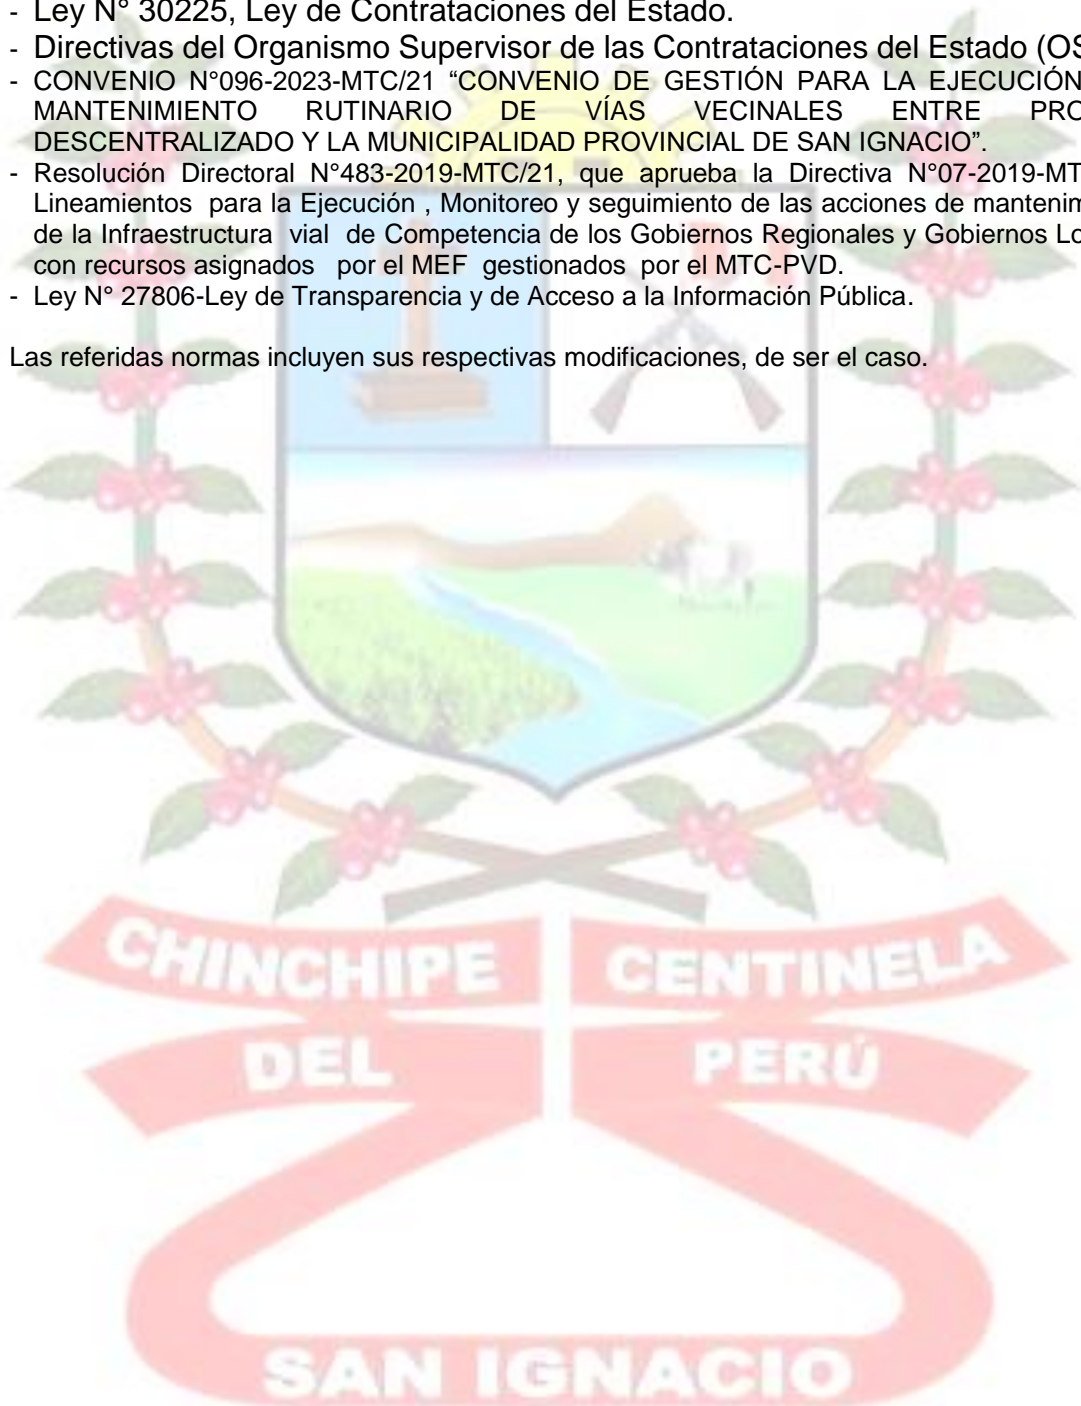 - Ley N° 30225, Ley de Contrataciones del Estado.
- Directivas del Organismo Supervisor de las Contrataciones del Estado (OS
- CONVENIO N°096-2023-MTC/21 “CONVENIO DE GESTIÓN PARA LA EJECUCIÓN
MANTENIMIENTO RUTINARIO DE VÍAS VECINALES ENTRE PRO
DESCENTRALIZADO Y LA MUNICIPALIDAD PROVINCIAL DE SAN IGNACIO”.
- Resolución Directoral N°483-2019-MTC/21, que aprueba la Directiva N°07-2019-MT
Lineamientos para la Ejecución , Monitoreo y seguimiento de las acciones de mantenim
de la Infraestructura vial de Competencia de los Gobiernos Regionales y Gobiernos Lo
con recursos asignados por el MEF gestionados por el MTC-PVD.
- Ley N° 27806-Ley de Transparencia y de Acceso a la Información Pública.
Las referidas normas incluyen sus respectivas modificaciones, de ser el caso.
CHINCHIPE CENTINELA
DEL PERÚ
SAN IGNACIO